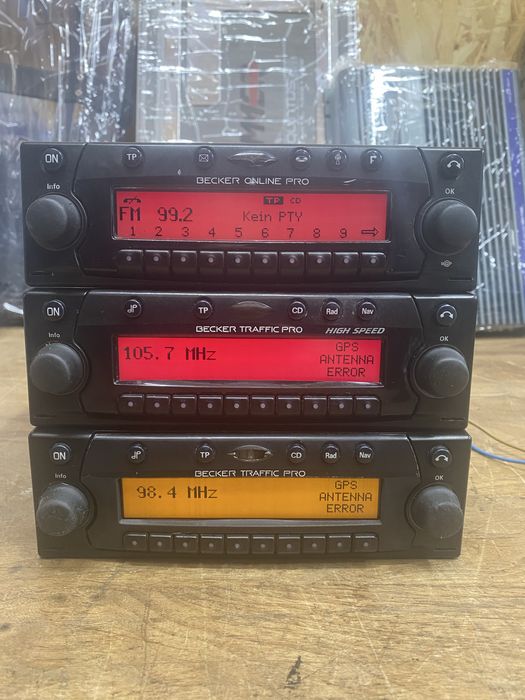 ON TP F
Info
BECKER ONLINE PRO
OK
TP CD
FM 99.2 Kein PTY
1 2 3 4 5 6 7 8 9
ON TP CD Rad Nav
Info
BECKER TRAFFIC PRO HIGH SPEED
OK
105.7 MHz
GPS
ANTENNA
ERROR
ON TP CD Rad Nav
Info
BECKER TRAFFIC PRO
OK
98.4 MHz
GPS
ANTENNA
ERROR